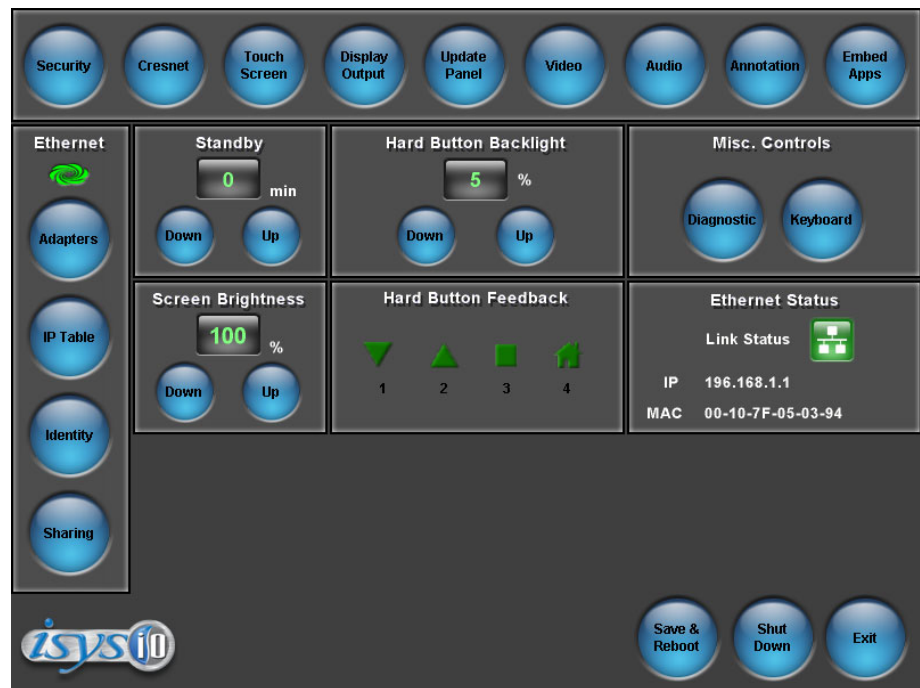 Security
Cresnet
Touch
Screen
Display
Output
Update
Panel
Video
Audio
Annotation
Embed
Apps
Ethernet
Adapters
IP Table
Identity
Sharing
Standby
0 min
Down Up
Hard Button Backlight
5 %
Down Up
Misc. Controls
Diagnostic Keyboard
Screen Brightness
100 %
Down Up
Hard Button Feedback
1 2 3 4
Ethernet Status
Link Status
IP 196.168.1.1
MAC 00-10-7F-05-03-94
isys i/O
Save &
Reboot
Shut
Down
Exit